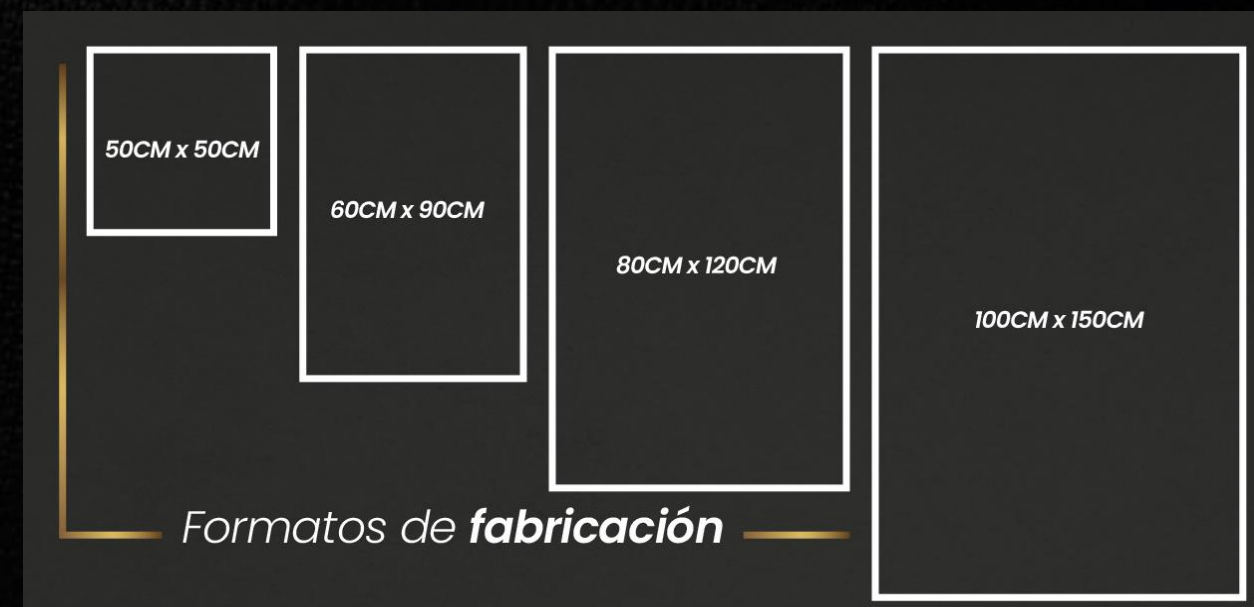 50CM x 50CM
60CM x 90CM
80CM x 120CM
100CM x 150CM
Formatos de fabricación